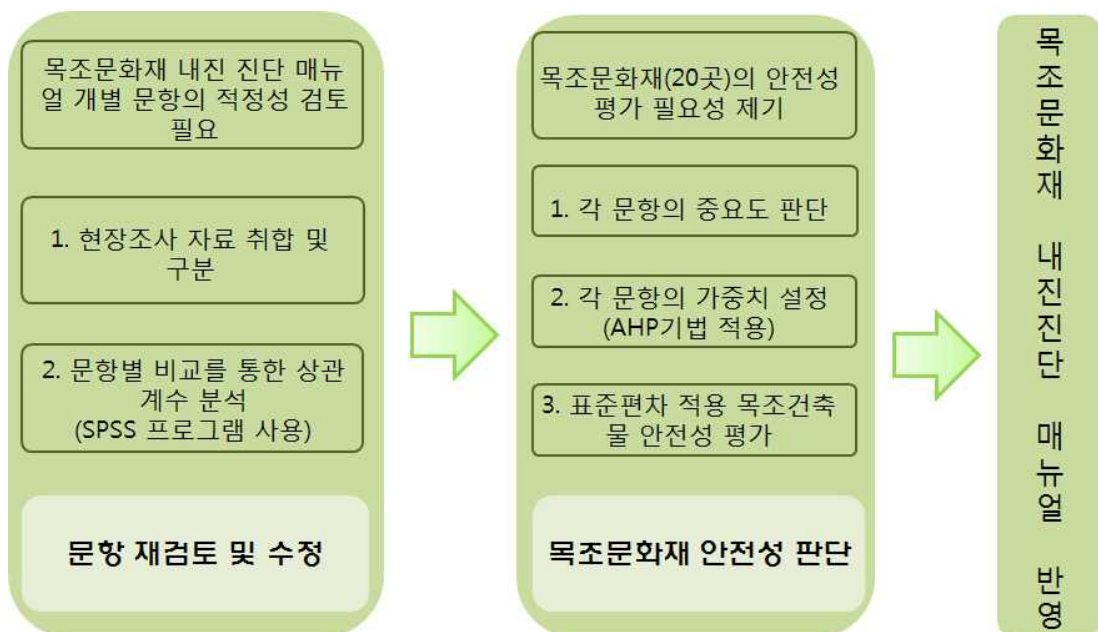 목조문화재 내진 진단 매뉴
얼 개별 문항의 적정성 검토
필요
1. 현장조사 자료 취합 및
구분
2. 문항별 비교를 통한 상관
계수 분석
(SPSS 프로그램 사용)
문항 재검토 및 수정
목조문화재(20곳)의 안전성
평가 필요성 제기
1. 각 문항의 중요도 판단
2. 각 문항의 가중치 설정
(AHP기법 적용)
3. 표준편차 적용 목조건축
물 안전성 평가
목조문화재 안전성 판단
목조문화재 내진진단 매뉴얼 반영